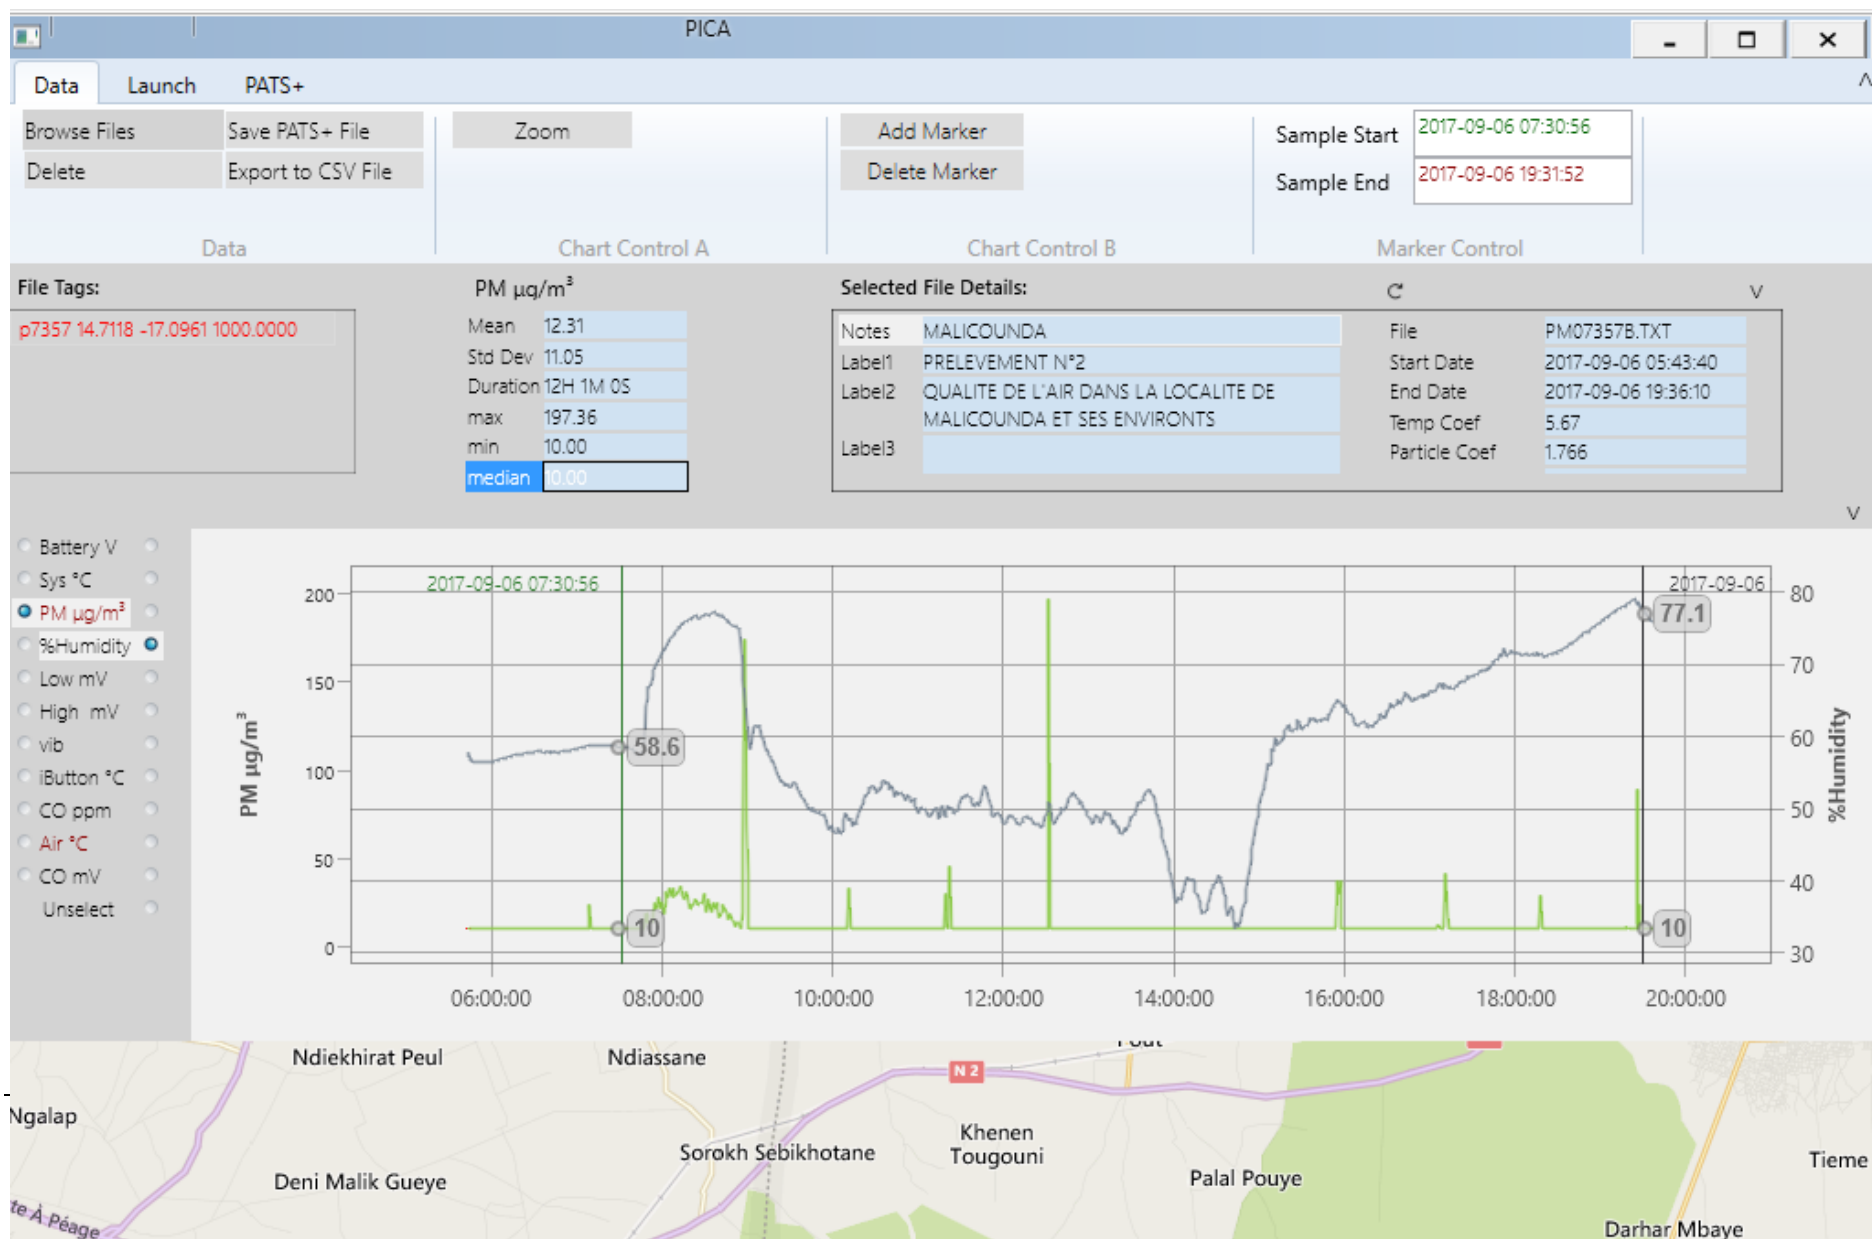 PICA
Data Launch PATS+
Browse Files Save PATS+ File Zoom Add Marker Sample Start 2017-09-06 07:30:56
Delete Export to CSV File Delete Marker Sample End 2017-09-06 19:31:52
Data Chart Control A Chart Control B Marker Control
File Tags:
p7357 14.7118 -17.0961 1000.0000
PM µg/m³
Mean 12.31
Std Dev 11.05
Duration 12H 1M 0S
max 197.36
min 10.00
median 10.00
Selected File Details:
Notes MALICOUNDA
Label1 PRELEVEMENT N°2
Label2 QUALITE DE L'AIR DANS LA LOCALITE DE
MALICOUNDA ET SES ENVIRONTS
Label3
File PM07357B.TXT
Start Date 2017-09-06 05:43:40
End Date 2017-09-06 19:36:10
Temp Coef 5.67
Particle Coef 1.766
Battery V
Sys °C
PM µg/m³
%Humidity
Low mV
High mV
vib
iButton °C
CO ppm
Air °C
CO mV
Unselect
2017-09-06 07:30:56
2017-09-06
PM µg/m³
200
150
100
50
0
58.6
10
77.1
10
80
70
60
50
40
30
%Humidity
06:00:00 08:00:00 10:00:00 12:00:00 14:00:00 16:00:00 18:00:00 20:00:00
Ndiekhirat Peul
Ndiassane
N 2
Ngalap
Khenen
Tougouni
Sorokh Sebikhotane
Deni Malik Gueye
Palal Pouye
Tieme
te À Péage
Darhar Mbaye